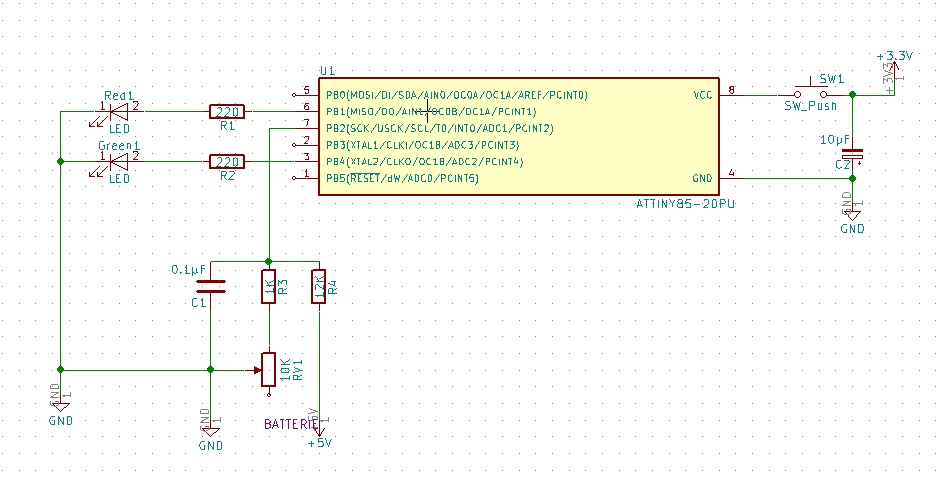 U1
+3.3V
+3V3
1
SW1
SW_Push
5 PB0(MOSI/DI/SDA/AIN0/OC0A/OC1A/AREF/PCINT0)
VCC 8
Red1
1 2
LED
220
R1
6 PB1(MISO/DO/AIN1/OC0B/OC1A/PCINT1)
7 PB2(SCK/USCK/SCL/T0/INT0/ADC1/PCINT2)
2 PB3(XTAL1/CLKI/OC1B/ADC3/PCINT3)
Green1
1 2
LED
220
R2
3 PB4(XTAL2/CLKO/OC1B/ADC2/PCINT4)
1 PB5(RESET/dW/ADC0/PCINT5)
GND 4
ATTINY85-20PU
10µF
C2
GND
1
GND
0.1µF
C1
1K
R3
12K
R4
10K
RV1
GND
1
GND
GND
1
GND
BATTERIE
5V
1
+5V